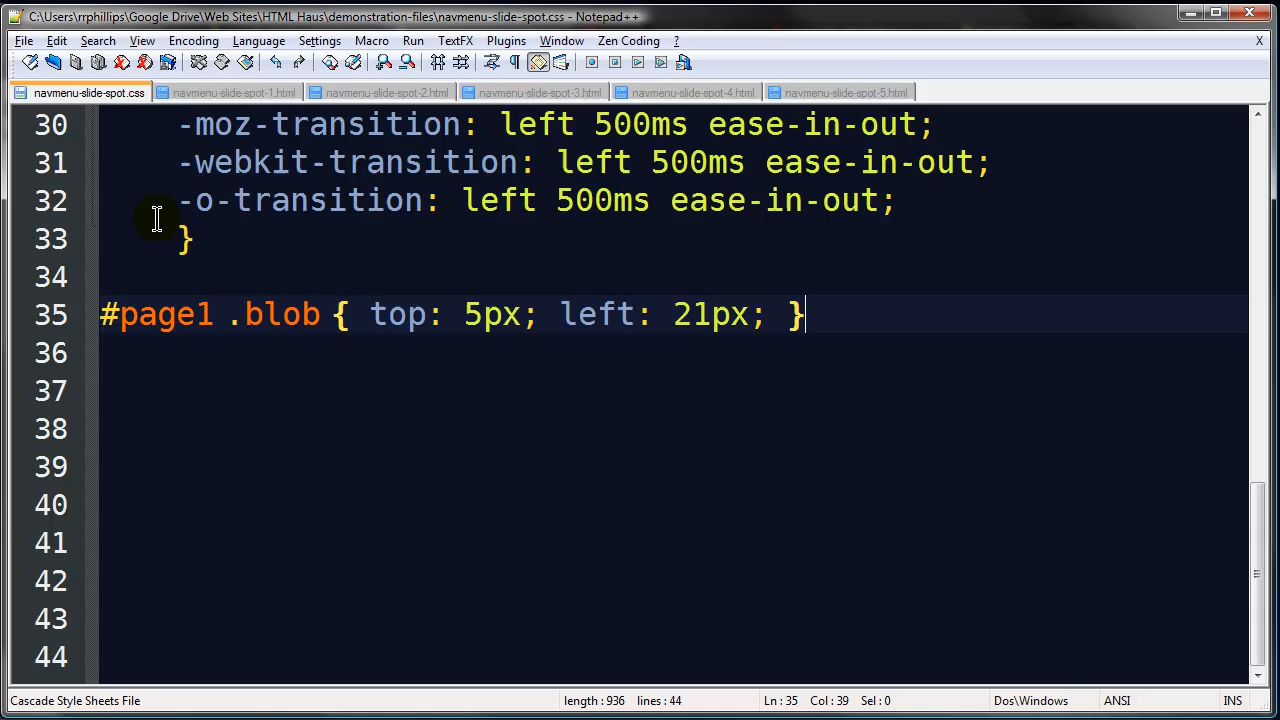 C:\Users\rrphillips\Google Drive\Web Sites\HTML Haus\demonstration-files\navmenu-slide-spot.css - Notepad++
File Edit Search View Encoding Language Settings Macro Run TextFX Plugins Window Zen Coding ? X
navmenu-slide-spot.css navmenu-slide-spot-1.html navmenu-slide-spot-2.html navmenu-slide-spot-3.html navmenu-slide-spot-4.html navmenu-slide-spot-5.html
30 -moz-transition: left 500ms ease-in-out;
31 -webkit-transition: left 500ms ease-in-out;
32 -o-transition: left 500ms ease-in-out;
33 }
34
35 #page1 .blob { top: 5px; left: 21px; }
36
37
38
39
40
41
42
43
44
Cascade Style Sheets File length : 936 lines : 44 Ln : 35 Col : 39 Sel : 0 Dos\Windows ANSI INS